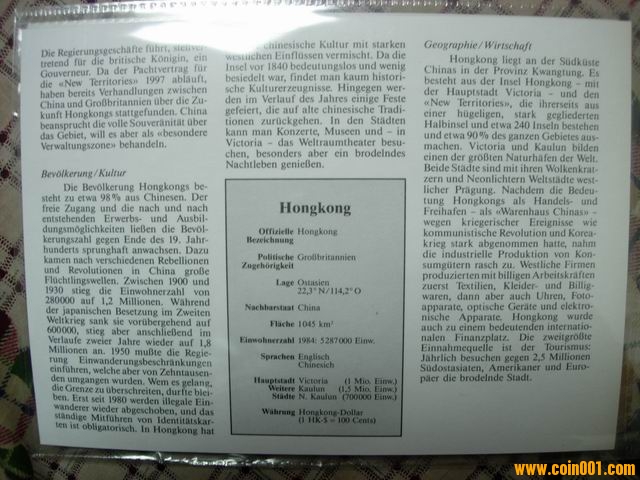 Die Regierungsgeschäfte führt, stellver-
tretend für die britische Königin, ein
Gouverneur. Da der Pachtvertrag für
die «New Territories» 1997 abläuft,
haben bereits Verhandlungen zwischen
China und Großbritannien über die Zu-
kunft Hongkongs stattgefunden. China
beansprucht die volle Souveränität über
das Gebiet, will es aber als «besondere
Verwaltungszone» behandeln.
Bevölkerung/Kultur
Die Bevölkerung Hongkongs be-
steht zu etwa 98% aus Chinesen. Der
freie Zugang und die nach und nach
entstehenden Erwerbs- und Ausbil-
dungsmöglichkeiten ließen die Bevöl-
kerungszahl gegen Ende des 19. Jahr-
hunderts sprunghaft anwachsen. Dazu
kamen nach verschiedenen Rebellionen
und Revolutionen in China große
Flüchtlingswellen. Zwischen 1900 und
1930 stieg die Einwohnerzahl von
280000 auf 1,2 Millionen. Während
der japanischen Besetzung im Zweiten
Weltkrieg sank sie vorübergehend auf
600000, stieg aber anschließend im
Verlaufe zweier Jahre wieder auf 1,8
Millionen an. 1950 mußte die Regie-
rung Einwanderungsbeschränkungen
einführen, welche aber von Zehntausen-
den umgangen wurden. Wem es gelang,
die Grenze zu überschreiten, durfte blei-
ben. Erst seit 1980 werden illegale Ein-
wanderer wieder abgeschoben, und das
ständige Mitführen von Identitätskar-
ten ist obligatorisch. In Hongkong hat
chinesische Kultur mit starken
westlichen Einflüssen vermischt. Da die
Insel vor 1840 bedeutungslos und wenig
besiedelt war, findet man kaum histori-
sche Kulturerzeugnisse. Hingegen wer-
den im Verlauf des Jahres einige Feste
gefeiert, die auf alte chinesische Tradi-
tionen zurückgehen. In den Städten
kann man Konzerte, Museen und – in
Victoria – das Weltraumtheater besu-
chen, besonders aber ein brodelndes
Nachtleben genießen.
Hongkong
Offizielle Hongkong
Bezeichnung
Politische Großbritannien
Zugehörigkeit
Lage Ostasien
22,3° N/114,2° O
Nachbarstaat China
Fläche 1045 km²
Einwohnerzahl 1984: 5287000 Einw.
Sprachen Englisch
Chinesich
Hauptstadt Victoria (1 Mio. Einw.)
Weitere Kaulun (1,5 Mio. Einw.)
Städte N. Kaulun (700000 Einw.)
Währung Hongkong-Dollar
(1 HK-$ = 100 Cents)
Geographie/Wirtschaft
Hongkong liegt an der Südküste
Chinas in der Provinz Kwangtung. Es
besteht aus der Insel Hongkong – mit
der Hauptstadt Victoria – und den
«New Territories», die ihrerseits aus
einer hügeligen, stark gegliederten
Halbinsel und etwa 240 Inseln bestehen
und etwa 90% des ganzen Gebietes aus-
machen. Victoria und Kaulun bilden
einen der größten Naturhäfen der Welt.
Beide Städte sind mit ihren Wolkenkrat-
zern und Neonlichtern Weltstädte west-
licher Prägung. Nachdem die Bedeu-
tung Hongkongs als Handels- und
Freihafen – als «Warenhaus Chinas» –
wegen kriegerischer Ereignisse wie
kommunistische Revolution und Korea-
krieg stark abgenommen hatte, nahm
die industrielle Produktion von Kon-
sumgütern rasch zu. Westliche Firmen
produzierten mit billigen Arbeitskräften
zuerst Textilien, Kleider- und Billig-
waren, dann aber auch Uhren, Foto-
apparate, optische Geräte und elektro-
nische Apparate. Hongkong wurde
auch zu einem bedeutenden internatio-
nalen Finanzplatz. Die zweitgrößte
Einnahmequelle ist der Tourismus:
Jährlich besuchen gegen 2,5 Millionen
Südostasiaten, Amerikaner und Euro-
päer die brodelnde Stadt.
www.coin001.com